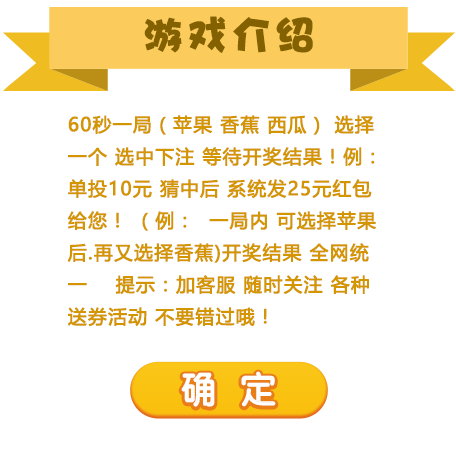 游戏介绍
60秒一局 ( 苹果 香蕉 西瓜 ） 选择
一个 选中下注 等待开奖结果！例：
单投10元 猜中后 系统发25元红包
给您！ （ 例： 一局内 可选择苹果
后.再又选择香蕉)开奖结果 全网统
一 提示：加客服 随时关注 各种
送券活动 不要错过哦！
确 定